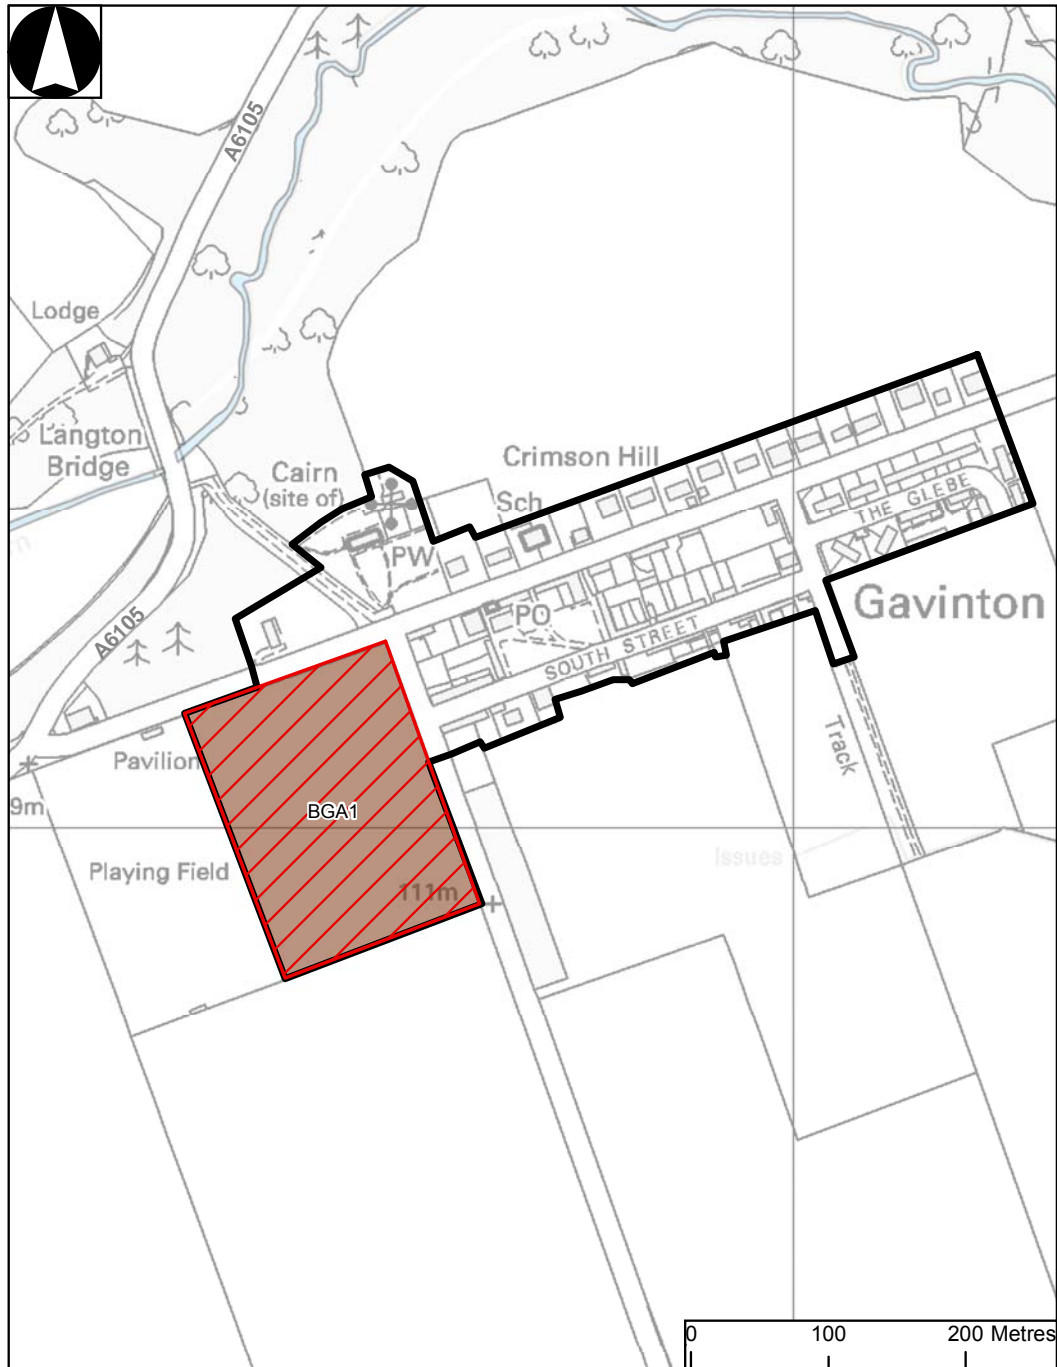 A6105
Lodge
Langton
Bridge
Cairn
(site of)
Crimson Hill
Sch
THE GLEBE
PW
Gavinton
PO
SOUTH STREET
A6105
Track
Pavilion
9m
BGA1
Issues
Playing Field
111m
0 100 200 Metres